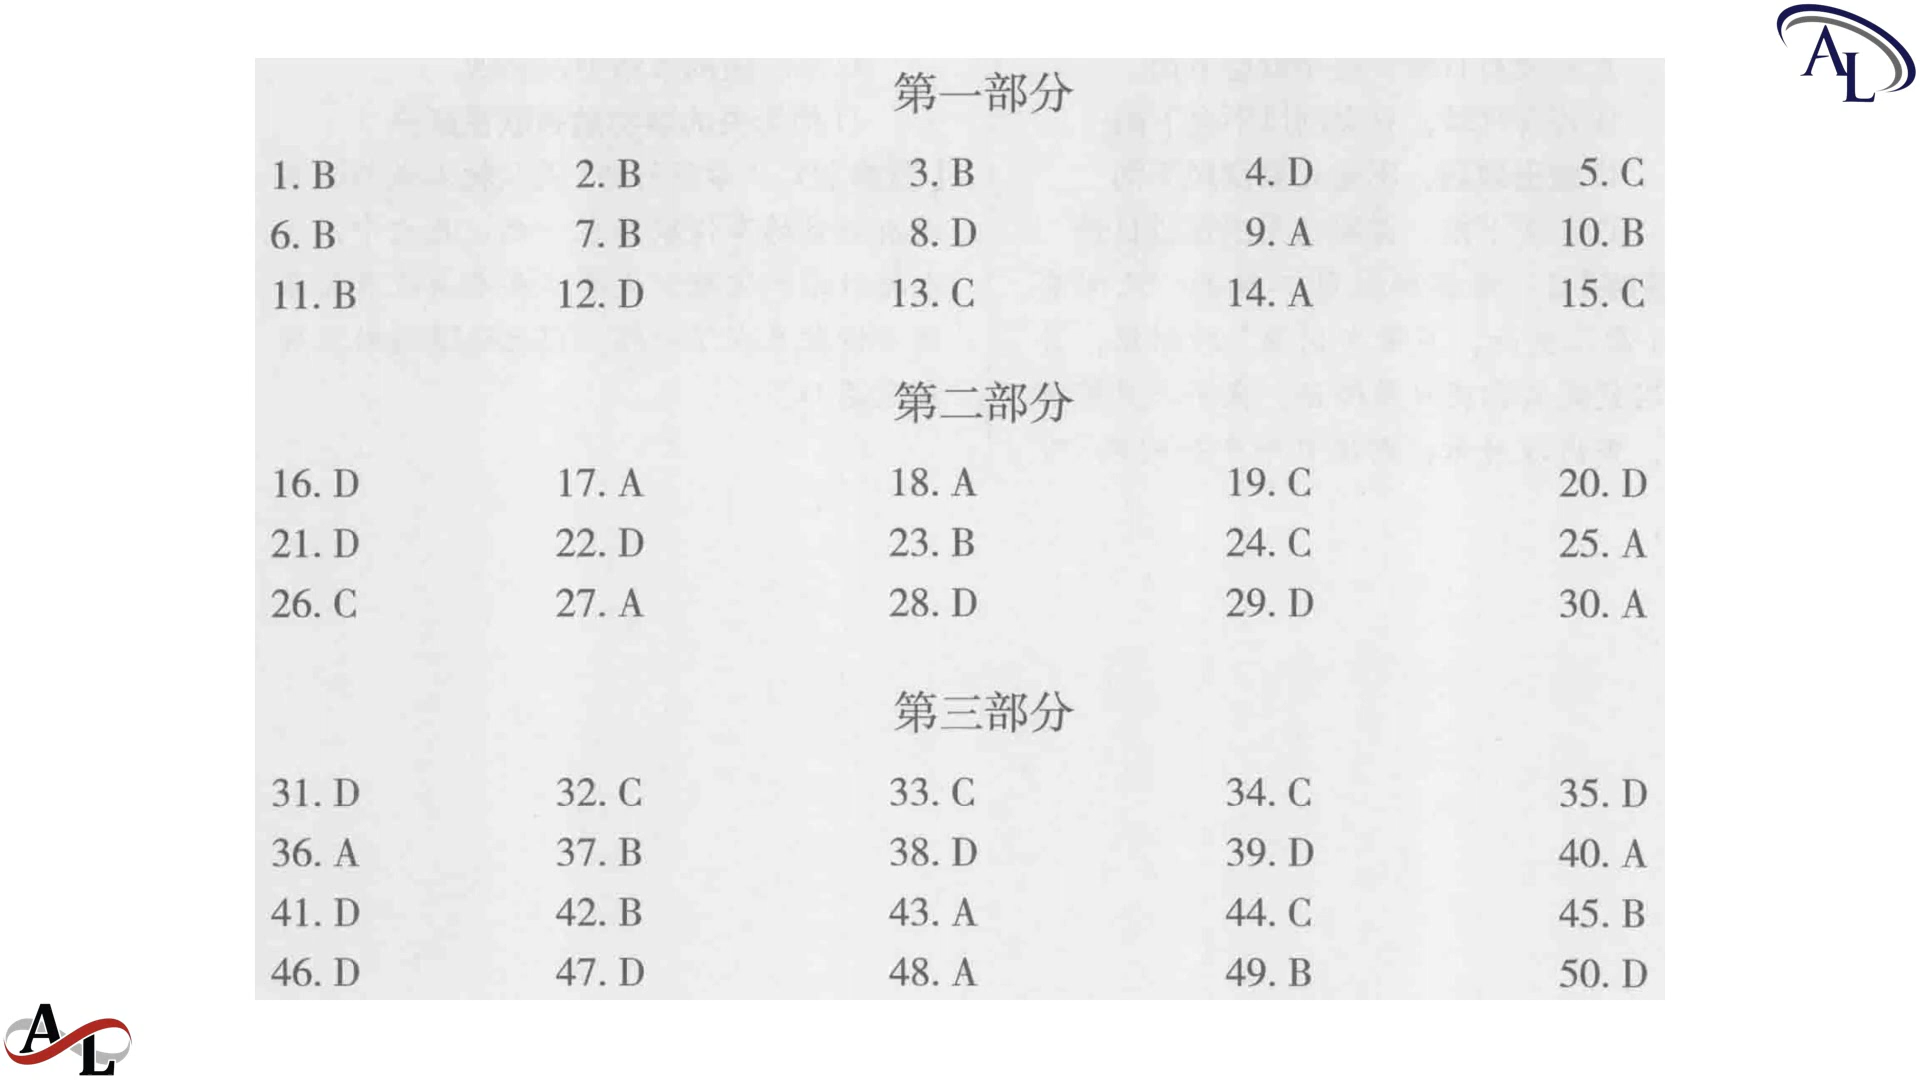 第一部分
1. B 2. B 3. B 4. D 5. C
6. B 7. B 8. D 9. A 10. B
11. B 12. D 13. C 14. A 15. C
第二部分
16. D 17. A 18. A 19. C 20. D
21. D 22. D 23. B 24. C 25. A
26. C 27. A 28. D 29. D 30. A
第三部分
31. D 32. C 33. C 34. C 35. D
36. A 37. B 38. D 39. D 40. A
41. D 42. B 43. A 44. C 45. B
46. D 47. D 48. A 49. B 50. D
AL
AL